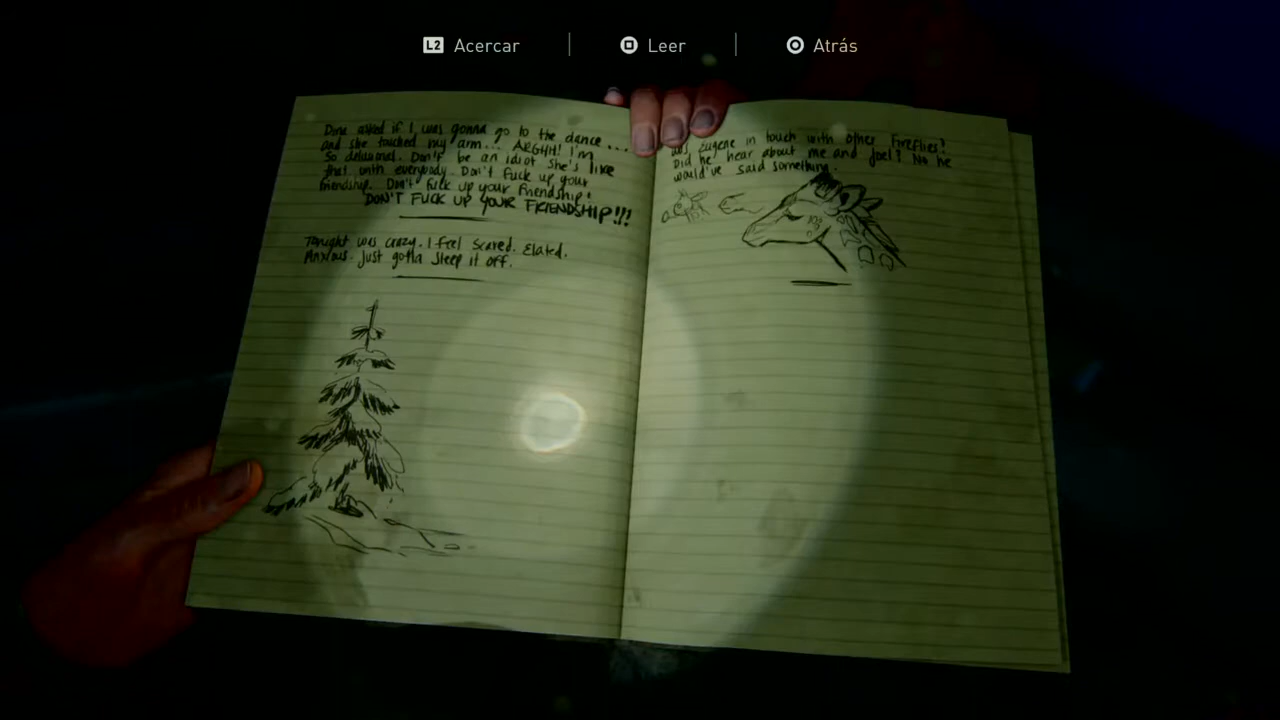 L2 Acercar
Leer
Atrás
Dina asked if I was gonna go to the dance...
and she touched my arm... ARGHH! I'm
so delusional. Don't be an idiot she's like
that with everybody. Don't fuck up your
friendship. Don't fuck up your friendship!
DON'T FUCK UP YOUR FRIENDSHIP!!!
Tonight was crazy. I feel scared. Elated.
Anxious. Just gotta sleep it off.
Was Eugene in touch with other Fireflies?
Did he hear about me and Joel? No he
would've said something.